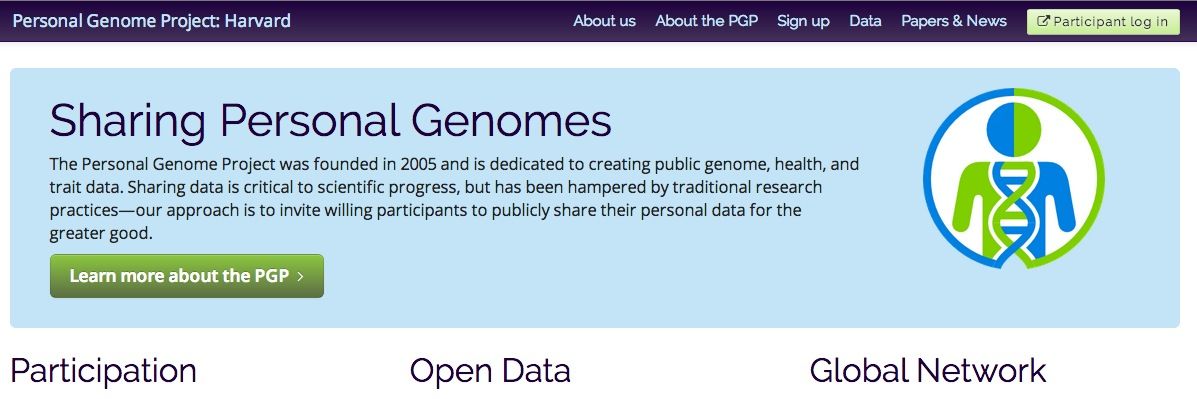 Personal Genome Project: Harvard About us About the PGP Sign up Data Papers & News Participant log in
Sharing Personal Genomes
The Personal Genome Project was founded in 2005 and is dedicated to creating public genome, health, and
trait data. Sharing data is critical to scientific progress, but has been hampered by traditional research
practices—our approach is to invite willing participants to publicly share their personal data for the
greater good.
Learn more about the PGP ›
Participation Open Data Global Network